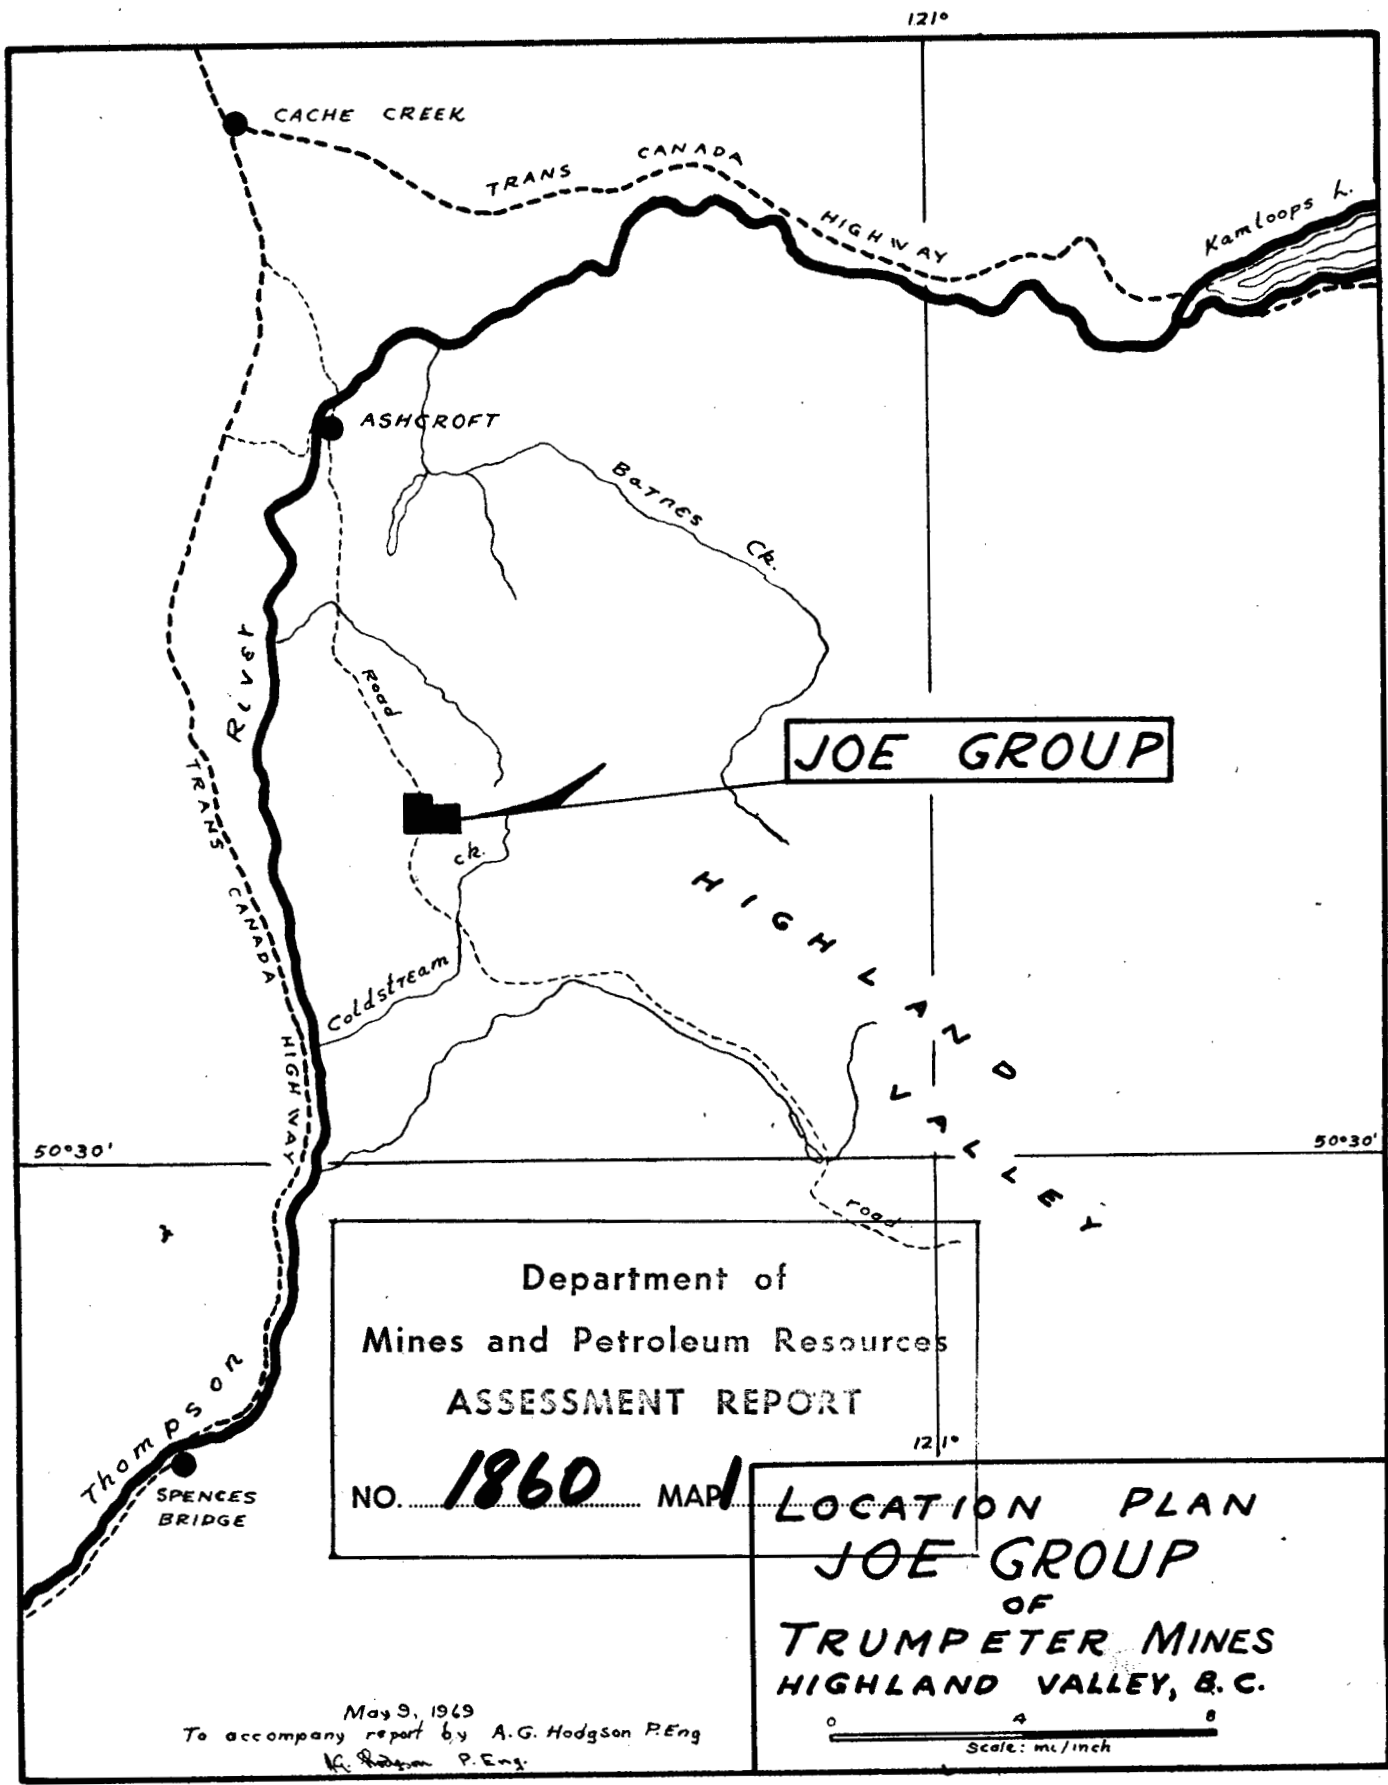 121°
CACHE CREEK
TRANS CANADA HIGHWAY
Kamloops L.
ASHCROFT
Batnes Ck.
River
Road
JOE GROUP
TRANS CANADA HIGHWAY
ck.
Coldstream
HIGHLAND VALLEY
50°30'
50°30'
road
Department of
Mines and Petroleum Resources
ASSESSMENT REPORT
NO. 1860 MAP 1
121°
Thompson
SPENCES
BRIDGE
LOCATION PLAN
JOE GROUP
OF
TRUMPETER MINES
HIGHLAND VALLEY, B.C.
0 4 8
Scale: mi/inch
May 9, 1969
To accompany report by A.G. Hodgson P.Eng
A.G. Hodgson P.Eng.